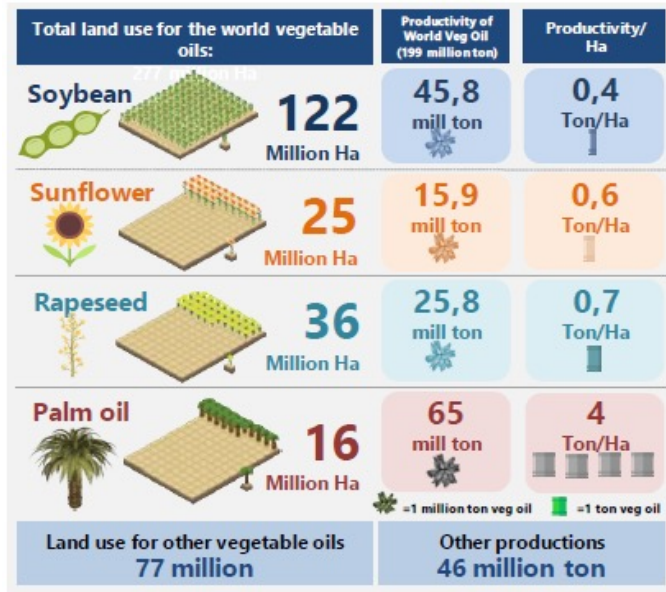 Total land use for the world vegetable
oils:
277 million Ha
Productivity of
World Veg Oil
(199 million ton)
Productivity/
Ha
Soybean
122
Million Ha
45,8
mill ton
0,4
Ton/Ha
Sunflower
25
Million Ha
15,9
mill ton
0,6
Ton/Ha
Rapeseed
36
Million Ha
25,8
mill ton
0,7
Ton/Ha
Palm oil
16
Million Ha
65
mill ton
4
Ton/Ha
=1 million ton veg oil
=1 ton veg oil
Land use for other vegetable oils
77 million
Other productions
46 million ton